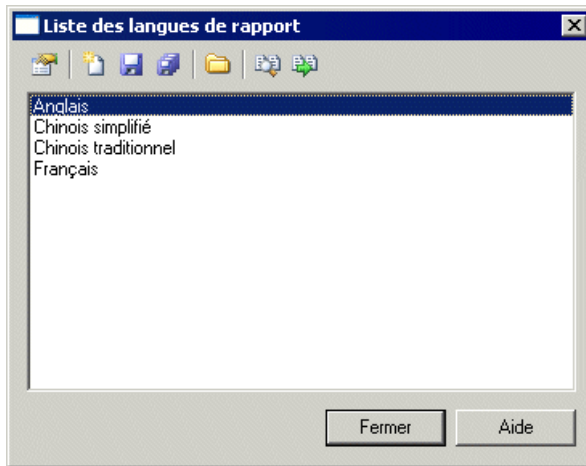 Liste des langues de rapport
Anglais
Chinois simplifié
Chinois traditionnel
Français
Fermer
Aide